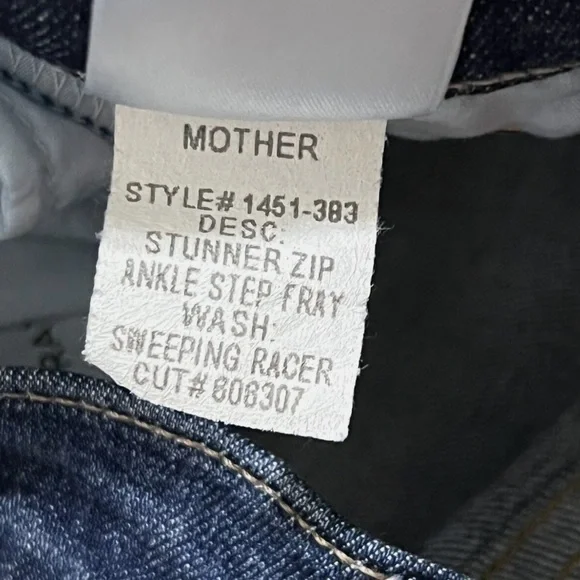 MOTHER
STYLE# 1451-383
DESC:
STUNNER ZIP
ANKLE STEP FRAY
WASH:
SWEEPING RACER
CUT# 806307